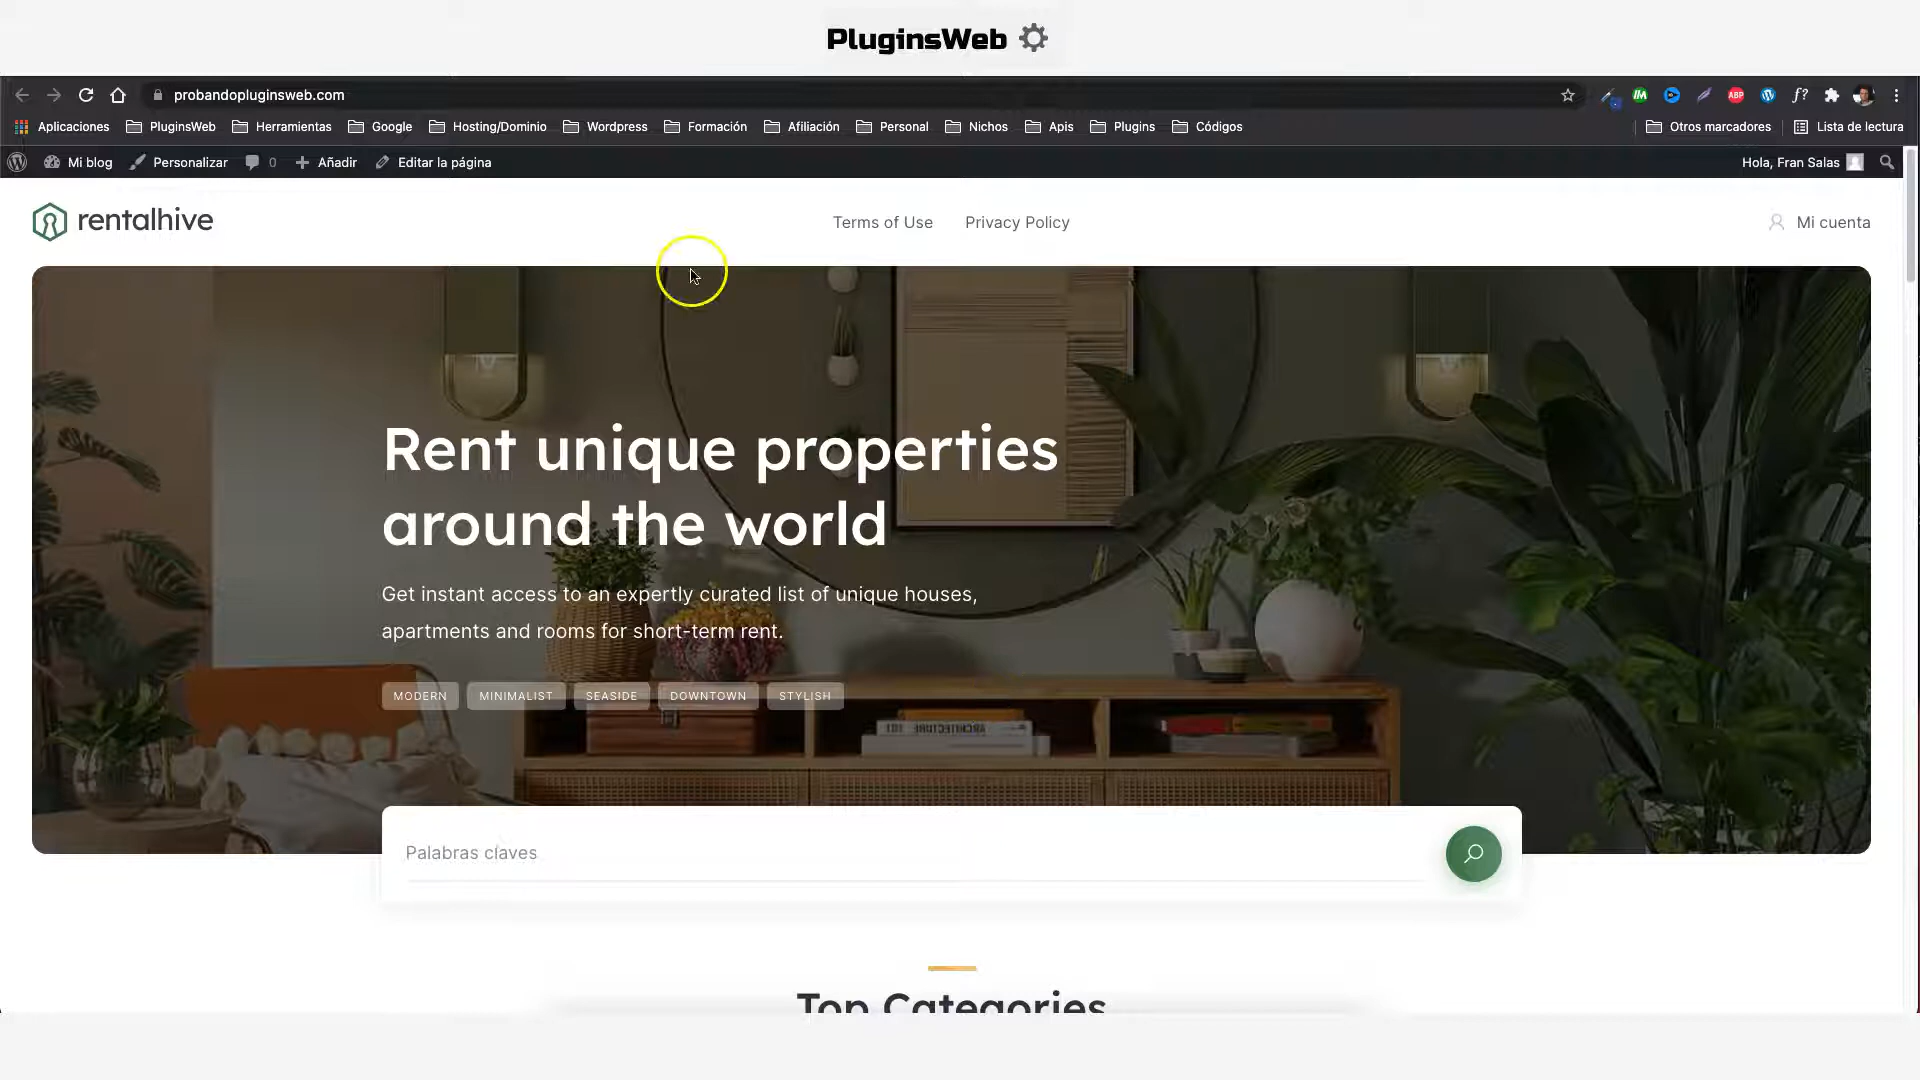 PluginsWeb
probandopluginsweb.com
ABP
f?
Aplicaciones PluginsWeb Herramientas Google Hosting/Dominio Wordpress Formación Afiliación Personal Nichos Apis Plugins Códigos Otros marcadores Lista de lectura
Mi blog Personalizar 0 Añadir Editar la página Hola, Fran Salas
rentalhive Terms of Use Privacy Policy Mi cuenta
Rent unique properties
around the world
Get instant access to an expertly curated list of unique houses,
apartments and rooms for short-term rent.
MODERN MINIMALIST SEASIDE DOWNTOWN STYLISH
Palabras claves
Top Categories